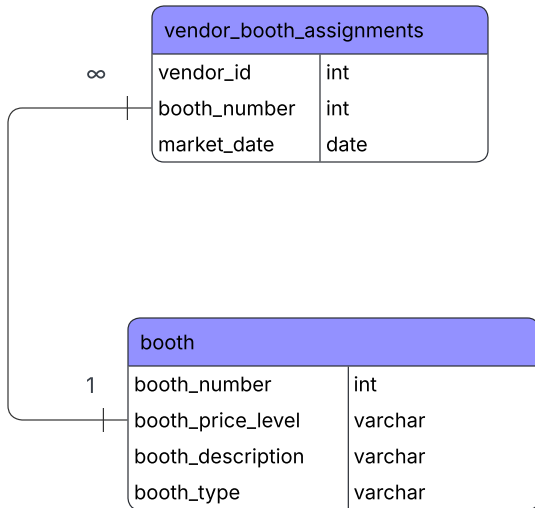 vendor_booth_assignments
∞
vendor_id int
booth_number int
market_date date
booth
1
booth_number int
booth_price_level varchar
booth_description varchar
booth_type varchar